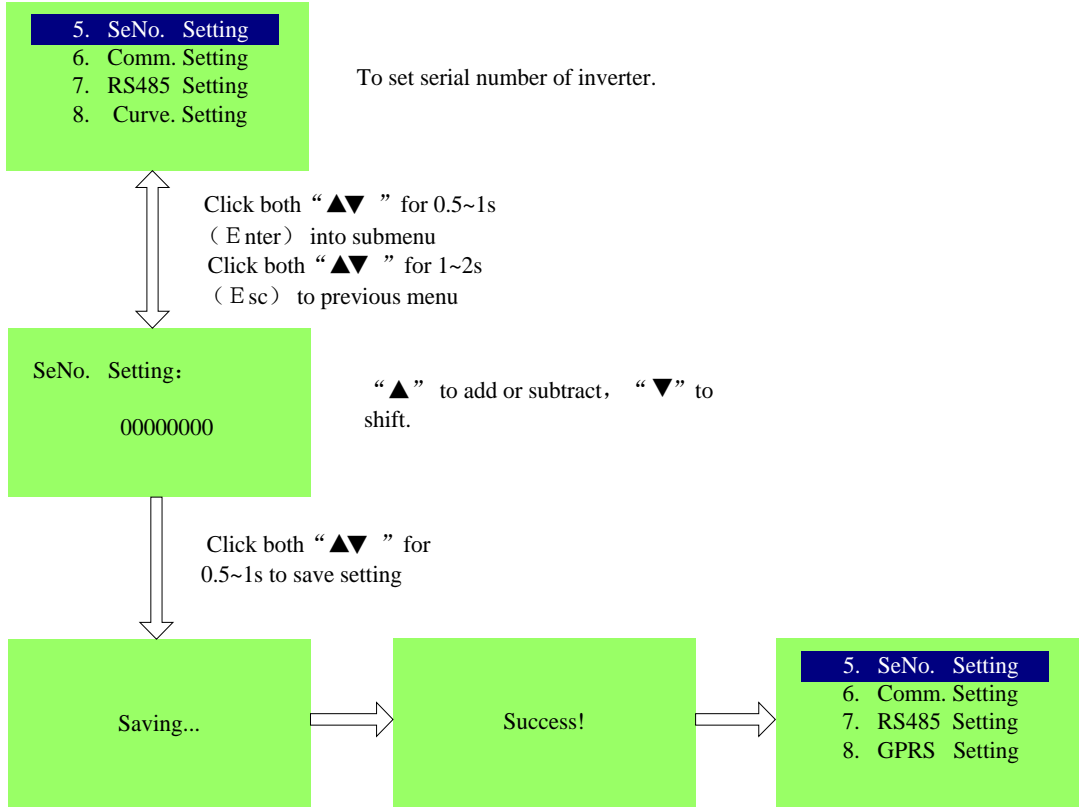 5. SeNo. Setting
6. Comm. Setting
7. RS485 Setting
8. Curve. Setting
To set serial number of inverter.
Click both “▲▼ ” for 0.5~1s
（Enter） into submenu
Click both “▲▼ ” for 1~2s
（Esc） to previous menu
SeNo. Setting：
00000000
“▲” to add or subtract， “▼” to
shift.
Click both “▲▼ ” for
0.5~1s to save setting
Saving...
Success!
5. SeNo. Setting
6. Comm. Setting
7. RS485 Setting
8. GPRS Setting